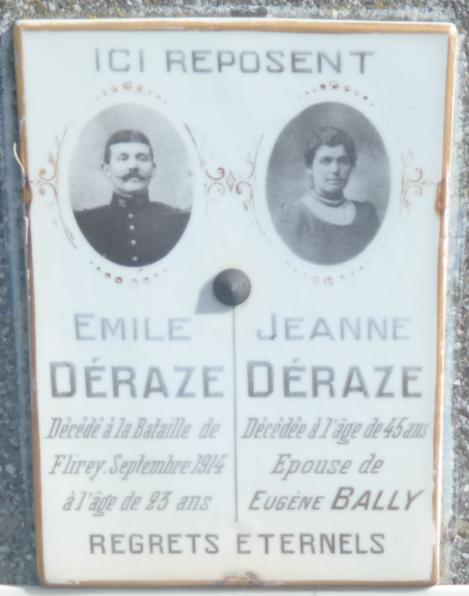 ICI REPOSENT
EMILE
DÉRAZE
Décédé à la Bataille de
Flirey. Septembre 1914
à l'âge de 23 ans
JEANNE
DÉRAZE
Décédée à l'âge de 45 ans
Epouse de
EUGÈNE BALLY
REGRETS ETERNELS